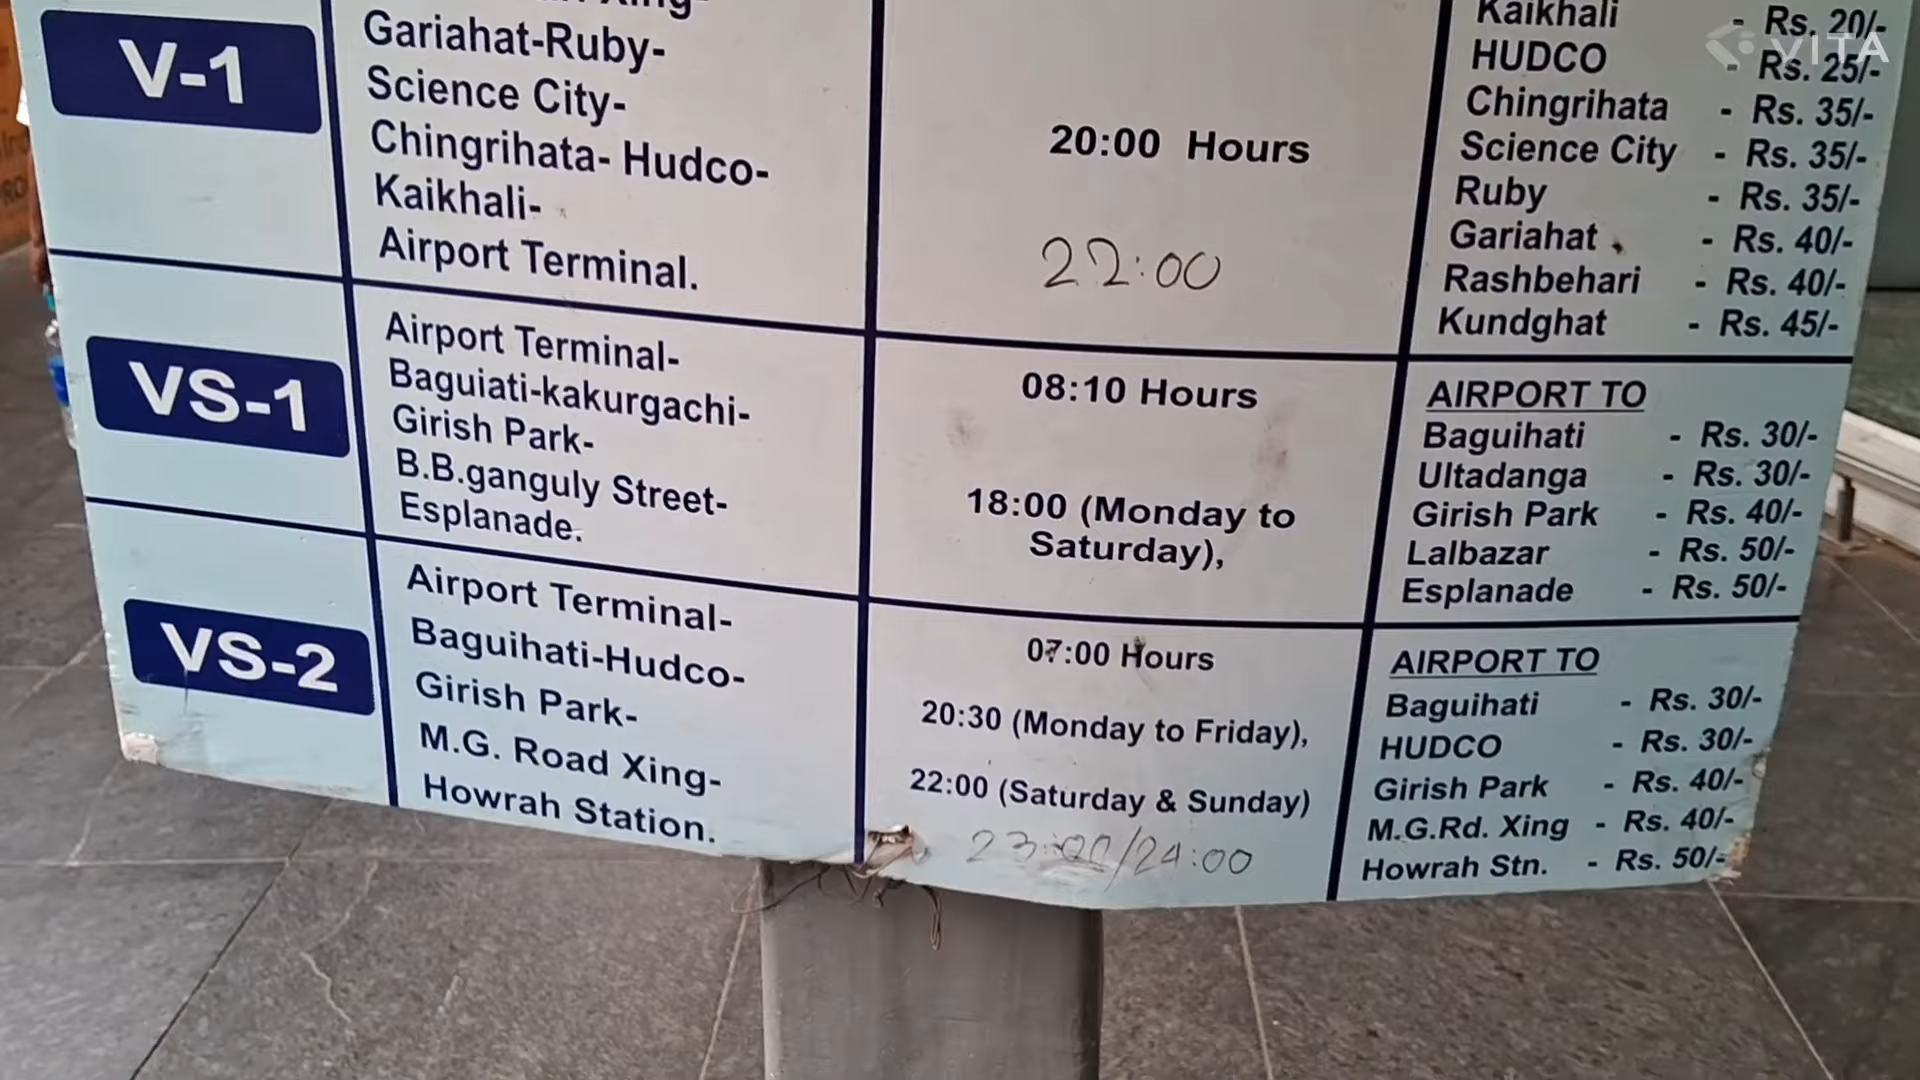 V-1
Xing-
Gariahat-Ruby-
Science City-
Chingrihata- Hudco-
Kaikhali-
Airport Terminal.
20:00 Hours
22:00
Kaikhali - Rs. 20/-
HUDCO - Rs. 25/-
Chingrihata - Rs. 35/-
Science City - Rs. 35/-
Ruby - Rs. 35/-
Gariahat - Rs. 40/-
Rashbehari - Rs. 40/-
Kundghat - Rs. 45/-
VS-1
Airport Terminal-
Baguiati-kakurgachi-
Girish Park-
B.B.ganguly Street-
Esplanade.
08:10 Hours
18:00 (Monday to
Saturday),
AIRPORT TO
Baguihati - Rs. 30/-
Ultadanga - Rs. 30/-
Girish Park - Rs. 40/-
Lalbazar - Rs. 50/-
Esplanade - Rs. 50/-
VS-2
Airport Terminal-
Baguihati-Hudco-
Girish Park-
M.G. Road Xing-
Howrah Station.
07:00 Hours
20:30 (Monday to Friday),
22:00 (Saturday & Sunday)
23:00/24:00
AIRPORT TO
Baguihati - Rs. 30/-
HUDCO - Rs. 30/-
Girish Park - Rs. 40/-
M.G.Rd. Xing - Rs. 40/-
Howrah Stn. - Rs. 50/-
VITA